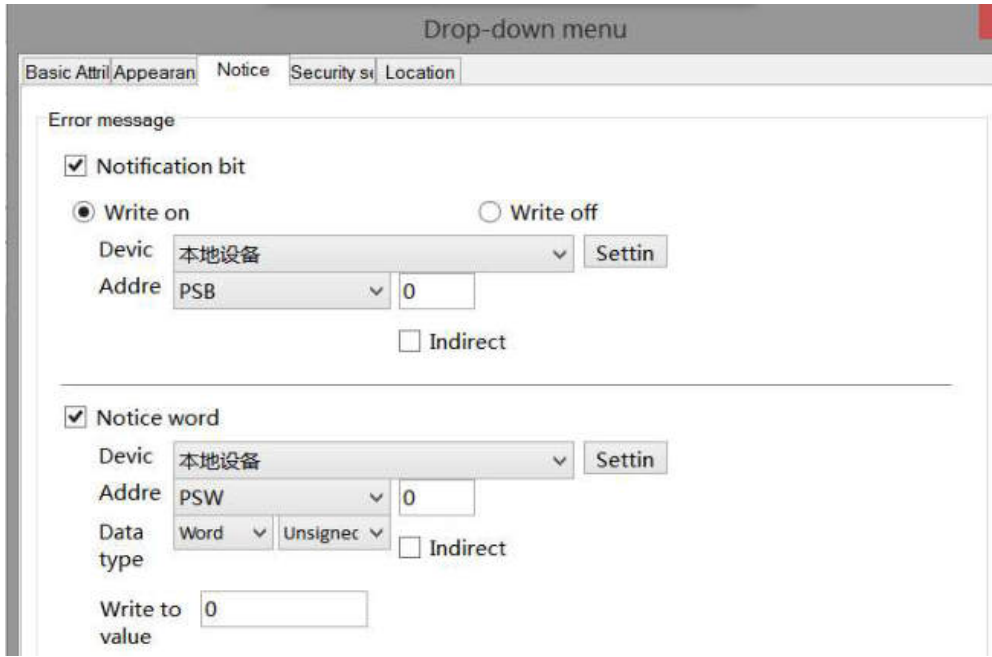 Drop-down menu
Basic Attril Appearan Notice Security se Location
Error message
Notification bit
Write on Write off
Devic 本地设备 Settin
Addre PSB 0
Indirect
Notice word
Devic 本地设备 Settin
Addre PSW 0
Data type Word Unsignec
Indirect
Write to value 0